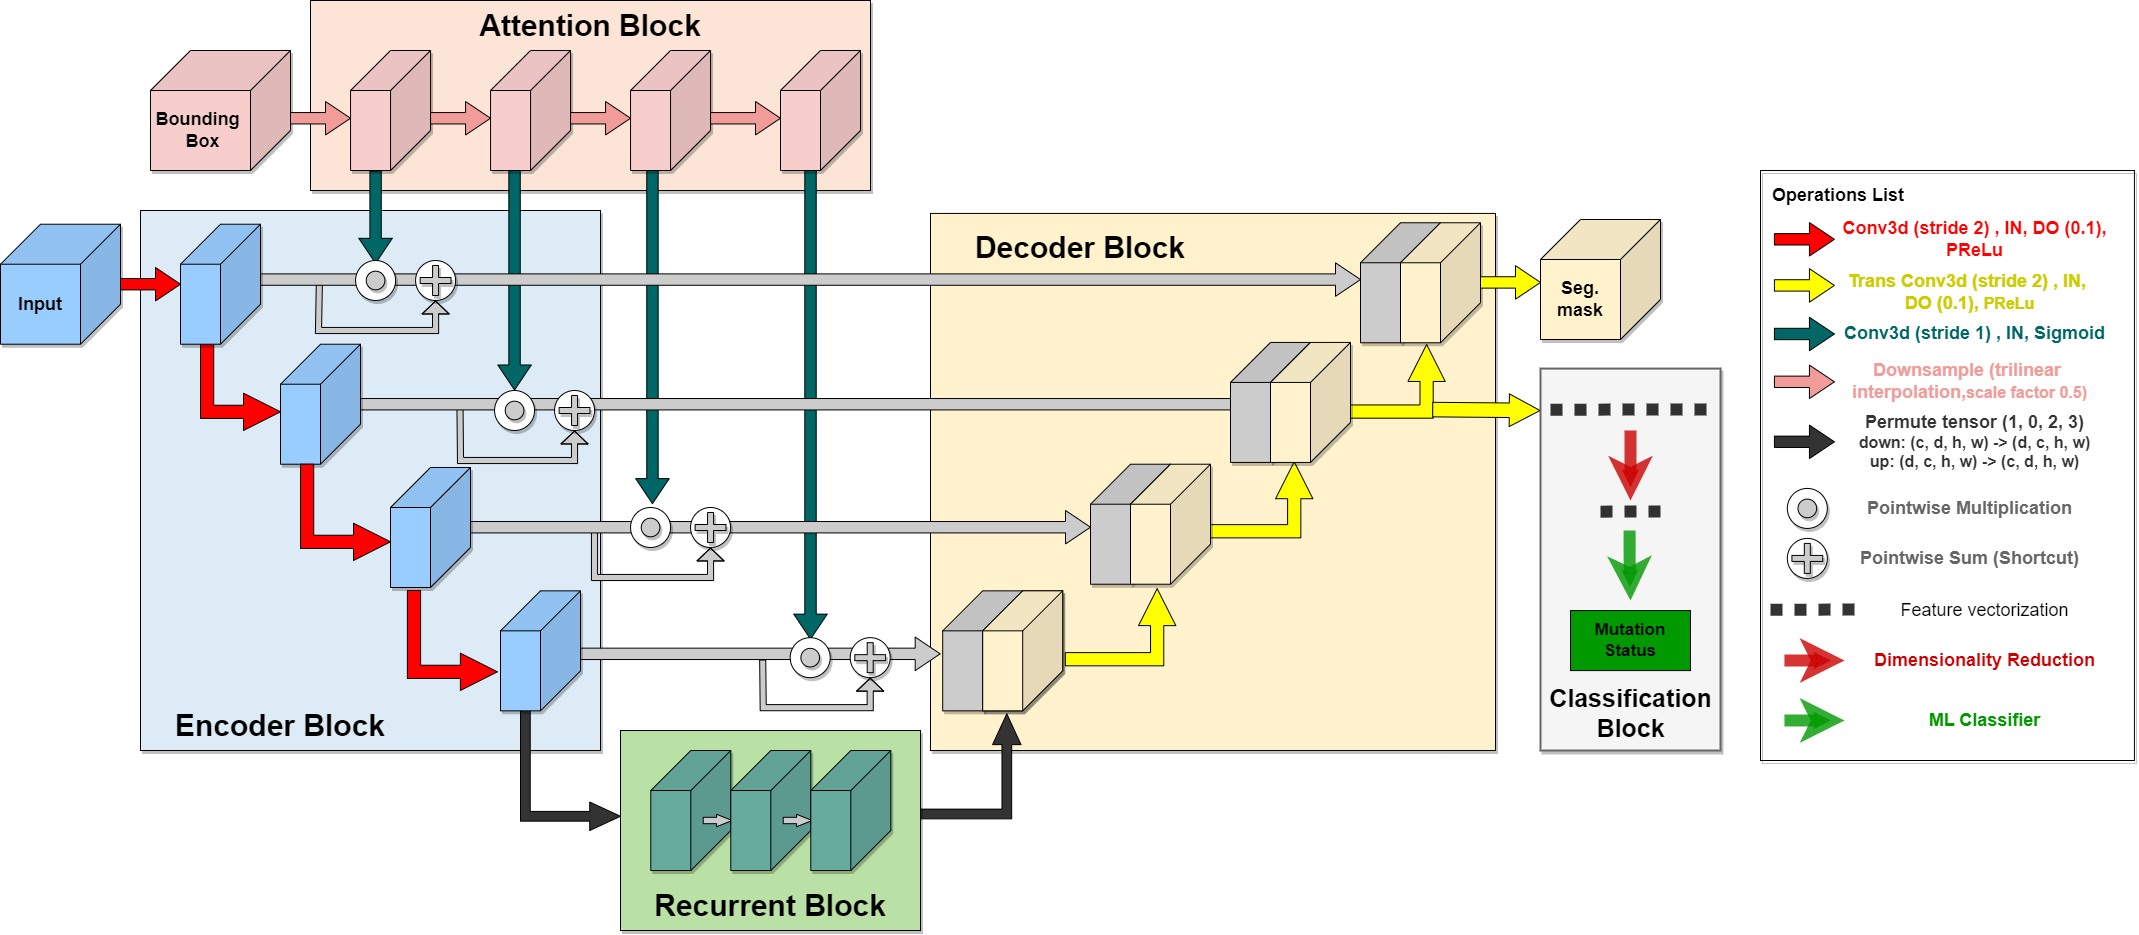 Attention Block
Bounding
Box
Input
Encoder Block
Decoder Block
Seg.
mask
Mutation
Status
Classification
Block
Recurrent Block
Operations List
Conv3d (stride 2) , IN, DO (0.1),
PReLu
Trans Conv3d (stride 2) , IN,
DO (0.1), PReLu
Conv3d (stride 1) , IN, Sigmoid
Downsample (trilinear
interpolation,scale factor 0.5)
Permute tensor (1, 0, 2, 3)
down: (c, d, h, w) -> (d, c, h, w)
up: (d, c, h, w) -> (c, d, h, w)
Pointwise Multiplication
Pointwise Sum (Shortcut)
Feature vectorization
Dimensionality Reduction
ML Classifier